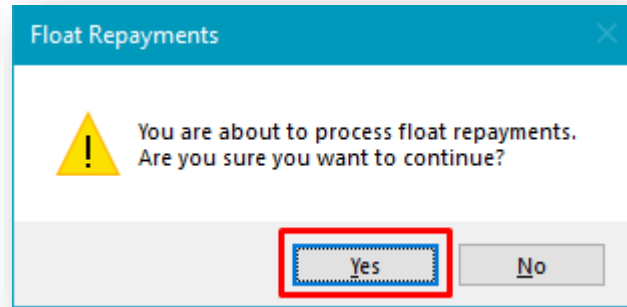 Float Repayments
You are about to process float repayments.
Are you sure you want to continue?
Yes
No